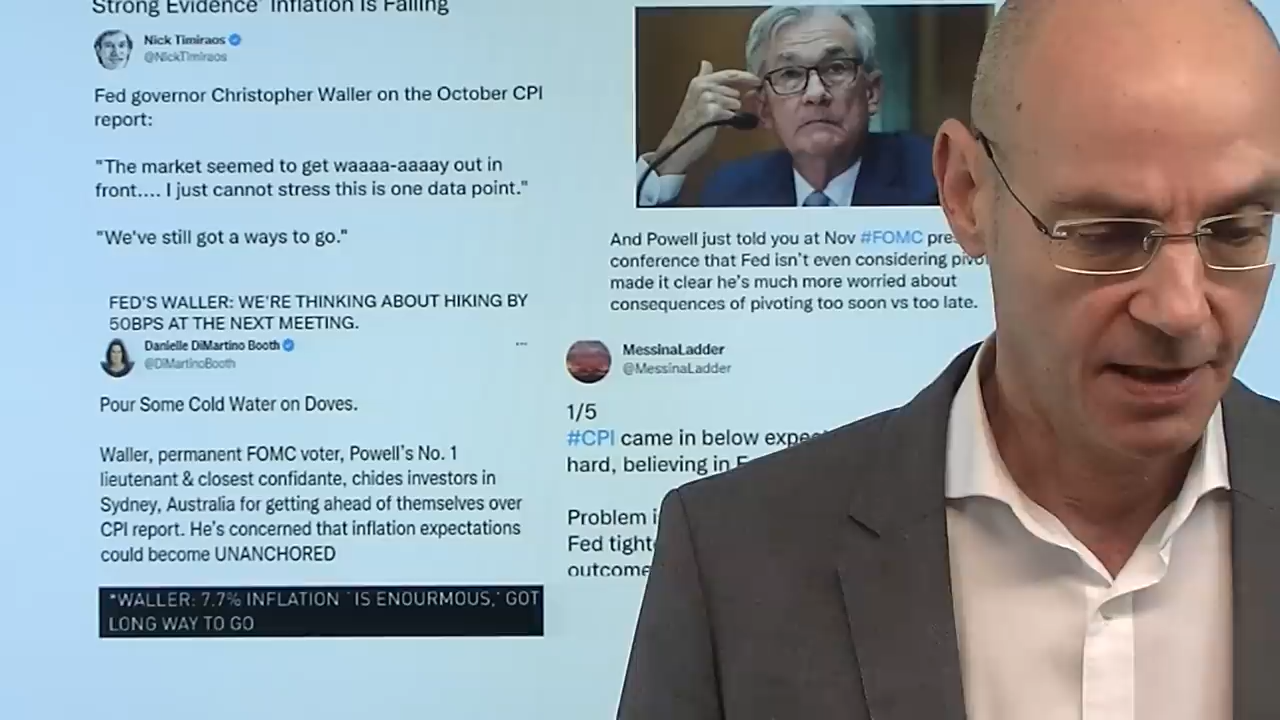 Strong Evidence' Inflation Is Falling
Nick Timiraos
@NickTimiraos
Fed governor Christopher Waller on the October CPI
report:
"The market seemed to get waaaa-aaaay out in
front.... I just cannot stress this is one data point."
"We've still got a ways to go."
FED'S WALLER: WE'RE THINKING ABOUT HIKING BY
50BPS AT THE NEXT MEETING.
Danielle DiMartino Booth
@DiMartinoBooth
Pour Some Cold Water on Doves.
Waller, permanent FOMC voter, Powell's No. 1
lieutenant & closest confidante, chides investors in
Sydney, Australia for getting ahead of themselves over
CPI report. He's concerned that inflation expectations
could become UNANCHORED
"WALLER: 7.7% INFLATION 'IS ENOURMOUS,' GOT
LONG WAY TO GO
And Powell just told you at Nov #FOMC
conference that Fed isn't even considering
made it clear he's much more worried about
consequences of pivoting too soon vs too late.
MessinaLadder
@MessinaLadder
1/5
#CPI came in below
hard, believing in
Problem
Fed
outcome